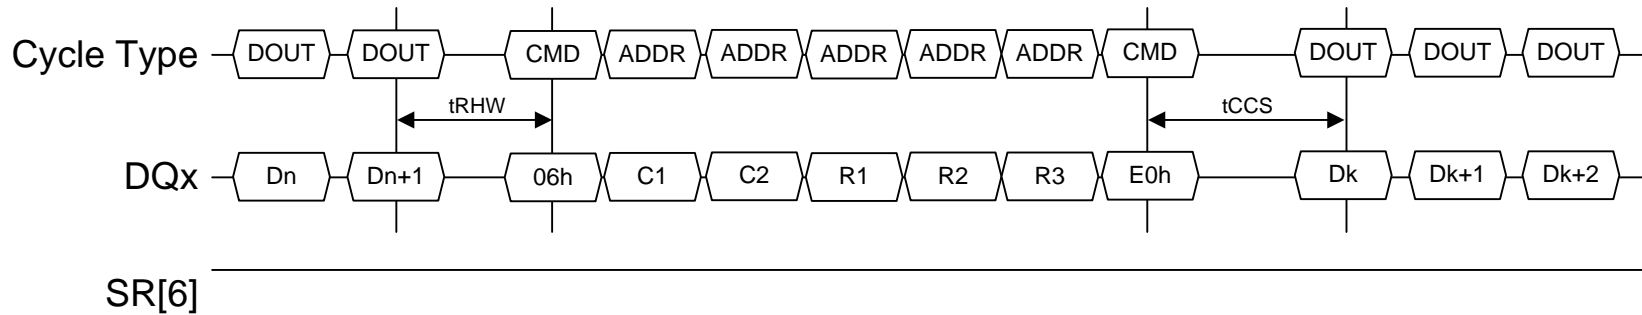 Cycle Type DOUT DOUT CMD ADDR ADDR ADDR ADDR ADDR CMD DOUT DOUT DOUT
tRHW tCCS
DQx Dn Dn+1 06h C1 C2 R1 R2 R3 E0h Dk Dk+1 Dk+2
SR[6]